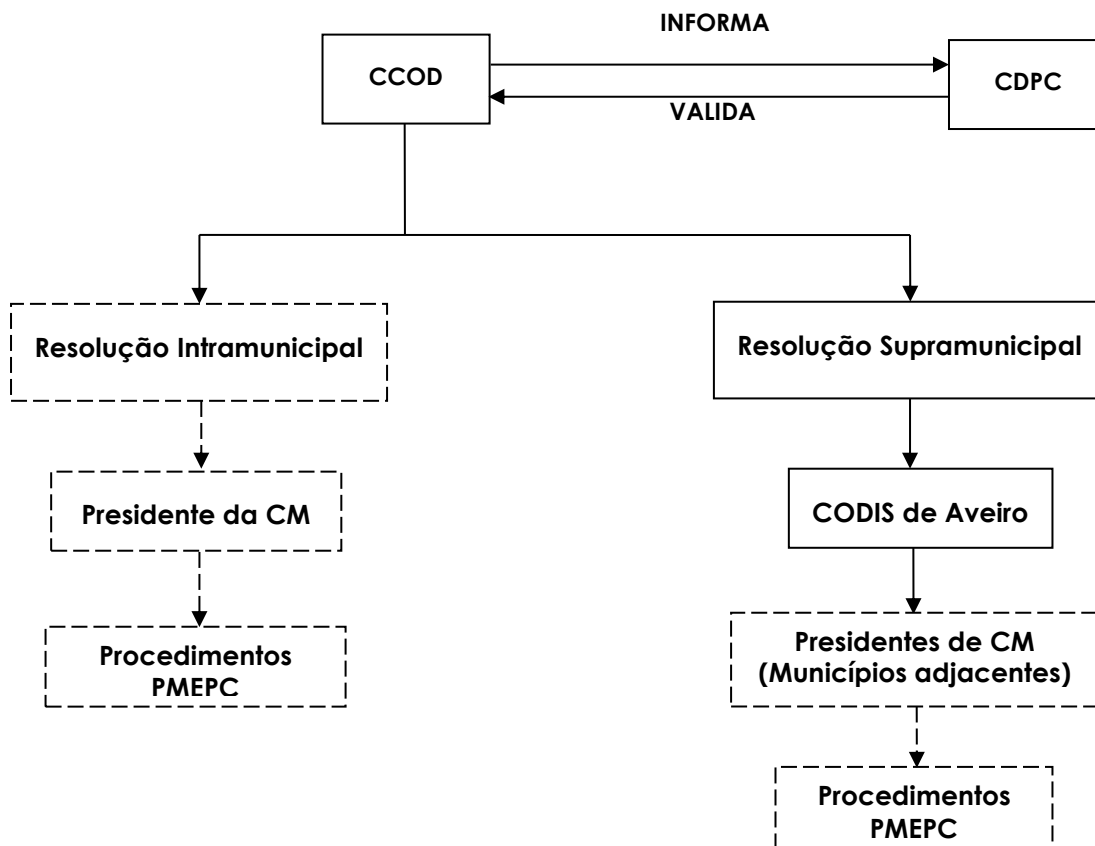 INFORMA
CCOD
CDPC
VALIDA
Resolução Intramunicipal
Resolução Supramunicipal
Presidente da CM
CODIS de Aveiro
Procedimentos
PMEPC
Presidentes de CM
(Municípios adjacentes)
Procedimentos
PMEPC